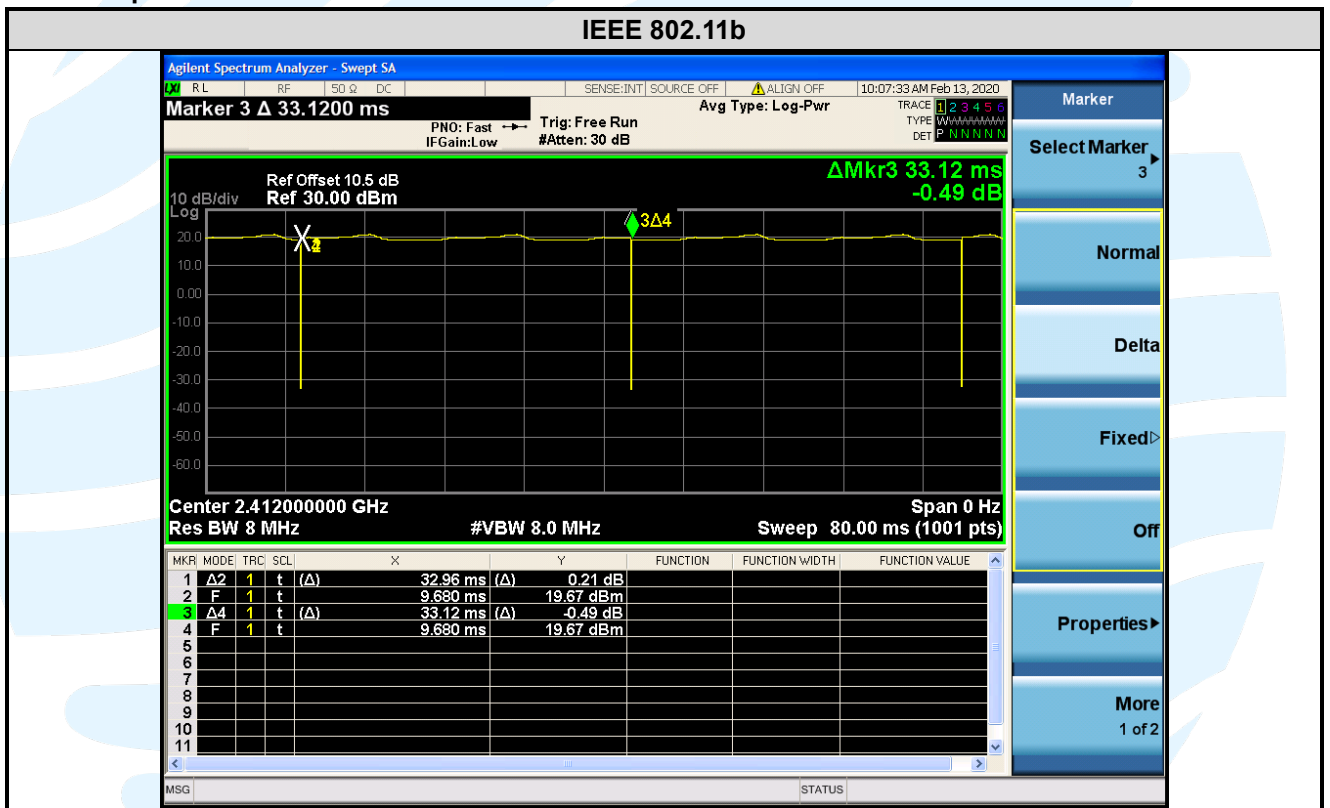 IEEE 802.11b
Agilent Spectrum Analyzer - Swept SA
LXI RL RF 50 Ω DC SENSE:INT SOURCE OFF ALIGN OFF 10:07:33 AM Feb 13, 2020
Marker 3 Δ 33.1200 ms
PNO: Fast
IFGain:Low
Trig: Free Run
#Atten: 30 dB
Avg Type: Log-Pwr
TRACE 1 2 3 4 5 6
TYPE
DET P N N N N N
Marker
Select Marker
3
Normal
Delta
Fixed
Off
Properties
More
1 of 2
ΔMkr3 33.12 ms
-0.49 dB
Ref Offset 10.5 dB
10 dB/div Ref 30.00 dBm
Log
3Δ4
20.0
10.0
0.00
-10.0
-20.0
-30.0
-40.0
-50.0
-60.0
Center 2.412000000 GHz Span 0 Hz
Res BW 8 MHz #VBW 8.0 MHz Sweep 80.00 ms (1001 pts)
MKR MODE TRC SCL X Y FUNCTION FUNCTION WIDTH FUNCTION VALUE
1 Δ2 1 t (Δ) 32.96 ms (Δ) 0.21 dB
2 F 1 t 9.680 ms 19.67 dBm
3 Δ4 1 t (Δ) 33.12 ms (Δ) -0.49 dB
4 F 1 t 9.680 ms 19.67 dBm
5
6
7
8
9
10
11
MSG STATUS